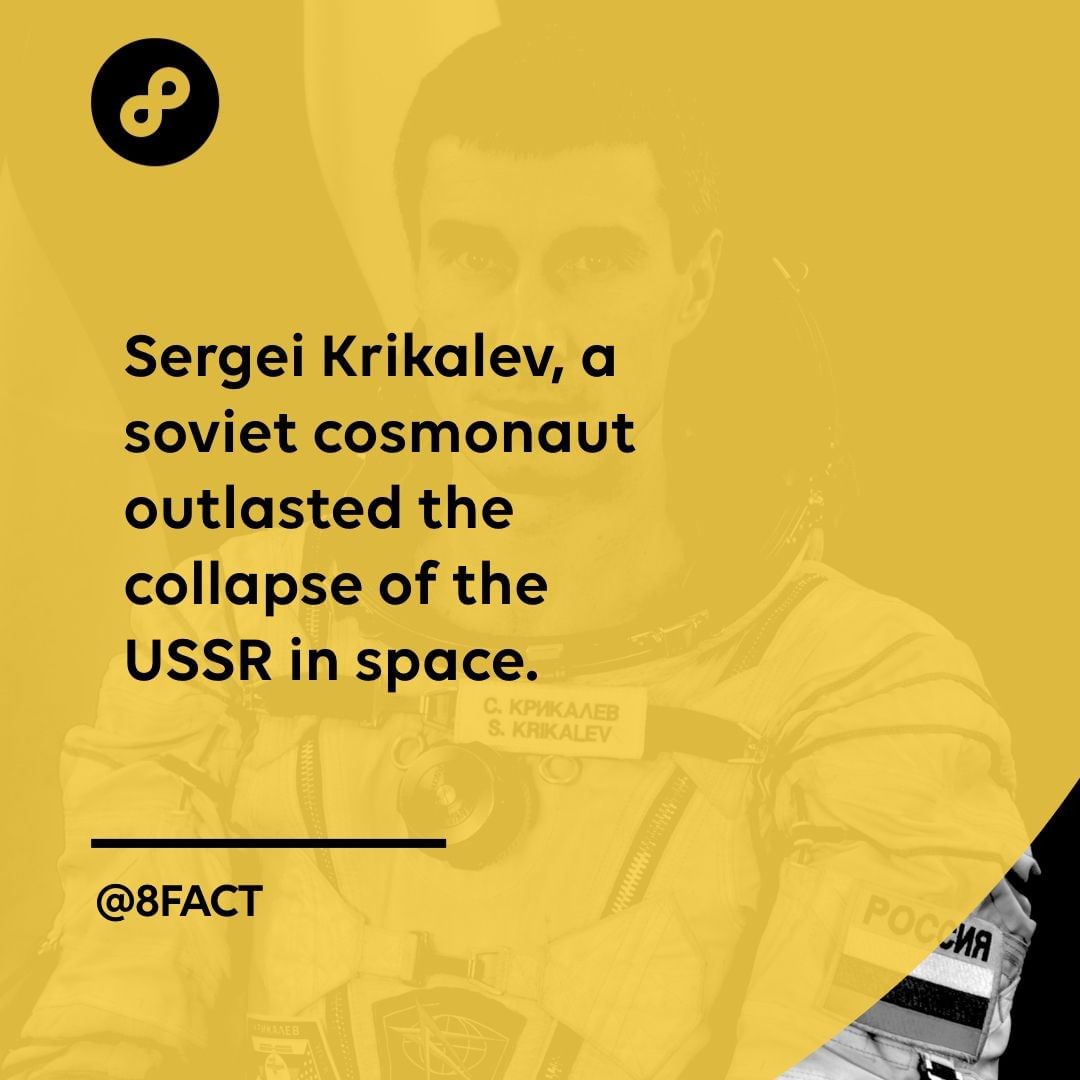 Sergei Krikalev, a
soviet cosmonaut
outlasted the
collapse of the
USSR in space.
С. КРИКАЛЕВ
S. KRIKALEV
@8FACT
РОССИЯ